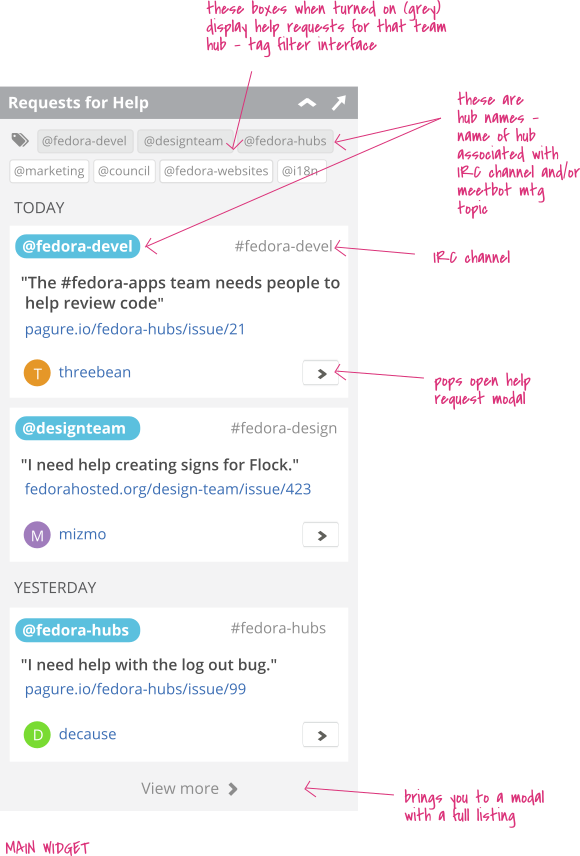 these boxes when turned on (grey)
display help requests for that team
hub - tag filter interface
Requests for Help
@fedora-devel @designteam @fedora-hubs
@marketing @council @fedora-websites @i18n
these are
hub names -
name of hub
associated with
IRC channel and/or
meetbot mtg
topic
TODAY
@fedora-devel #fedora-devel
IRC channel
"The #fedora-apps team needs people to
help review code"
pagure.io/fedora-hubs/issue/21
T threebean
pops open help
request modal
@designteam #fedora-design
"I need help creating signs for Flock."
fedorahosted.org/design-team/issue/423
M mizmo
YESTERDAY
@fedora-hubs #fedora-hubs
"I need help with the log out bug."
pagure.io/fedora-hubs/issue/99
D decause
View more
brings you to a modal
with a full listing
MAIN WIDGET